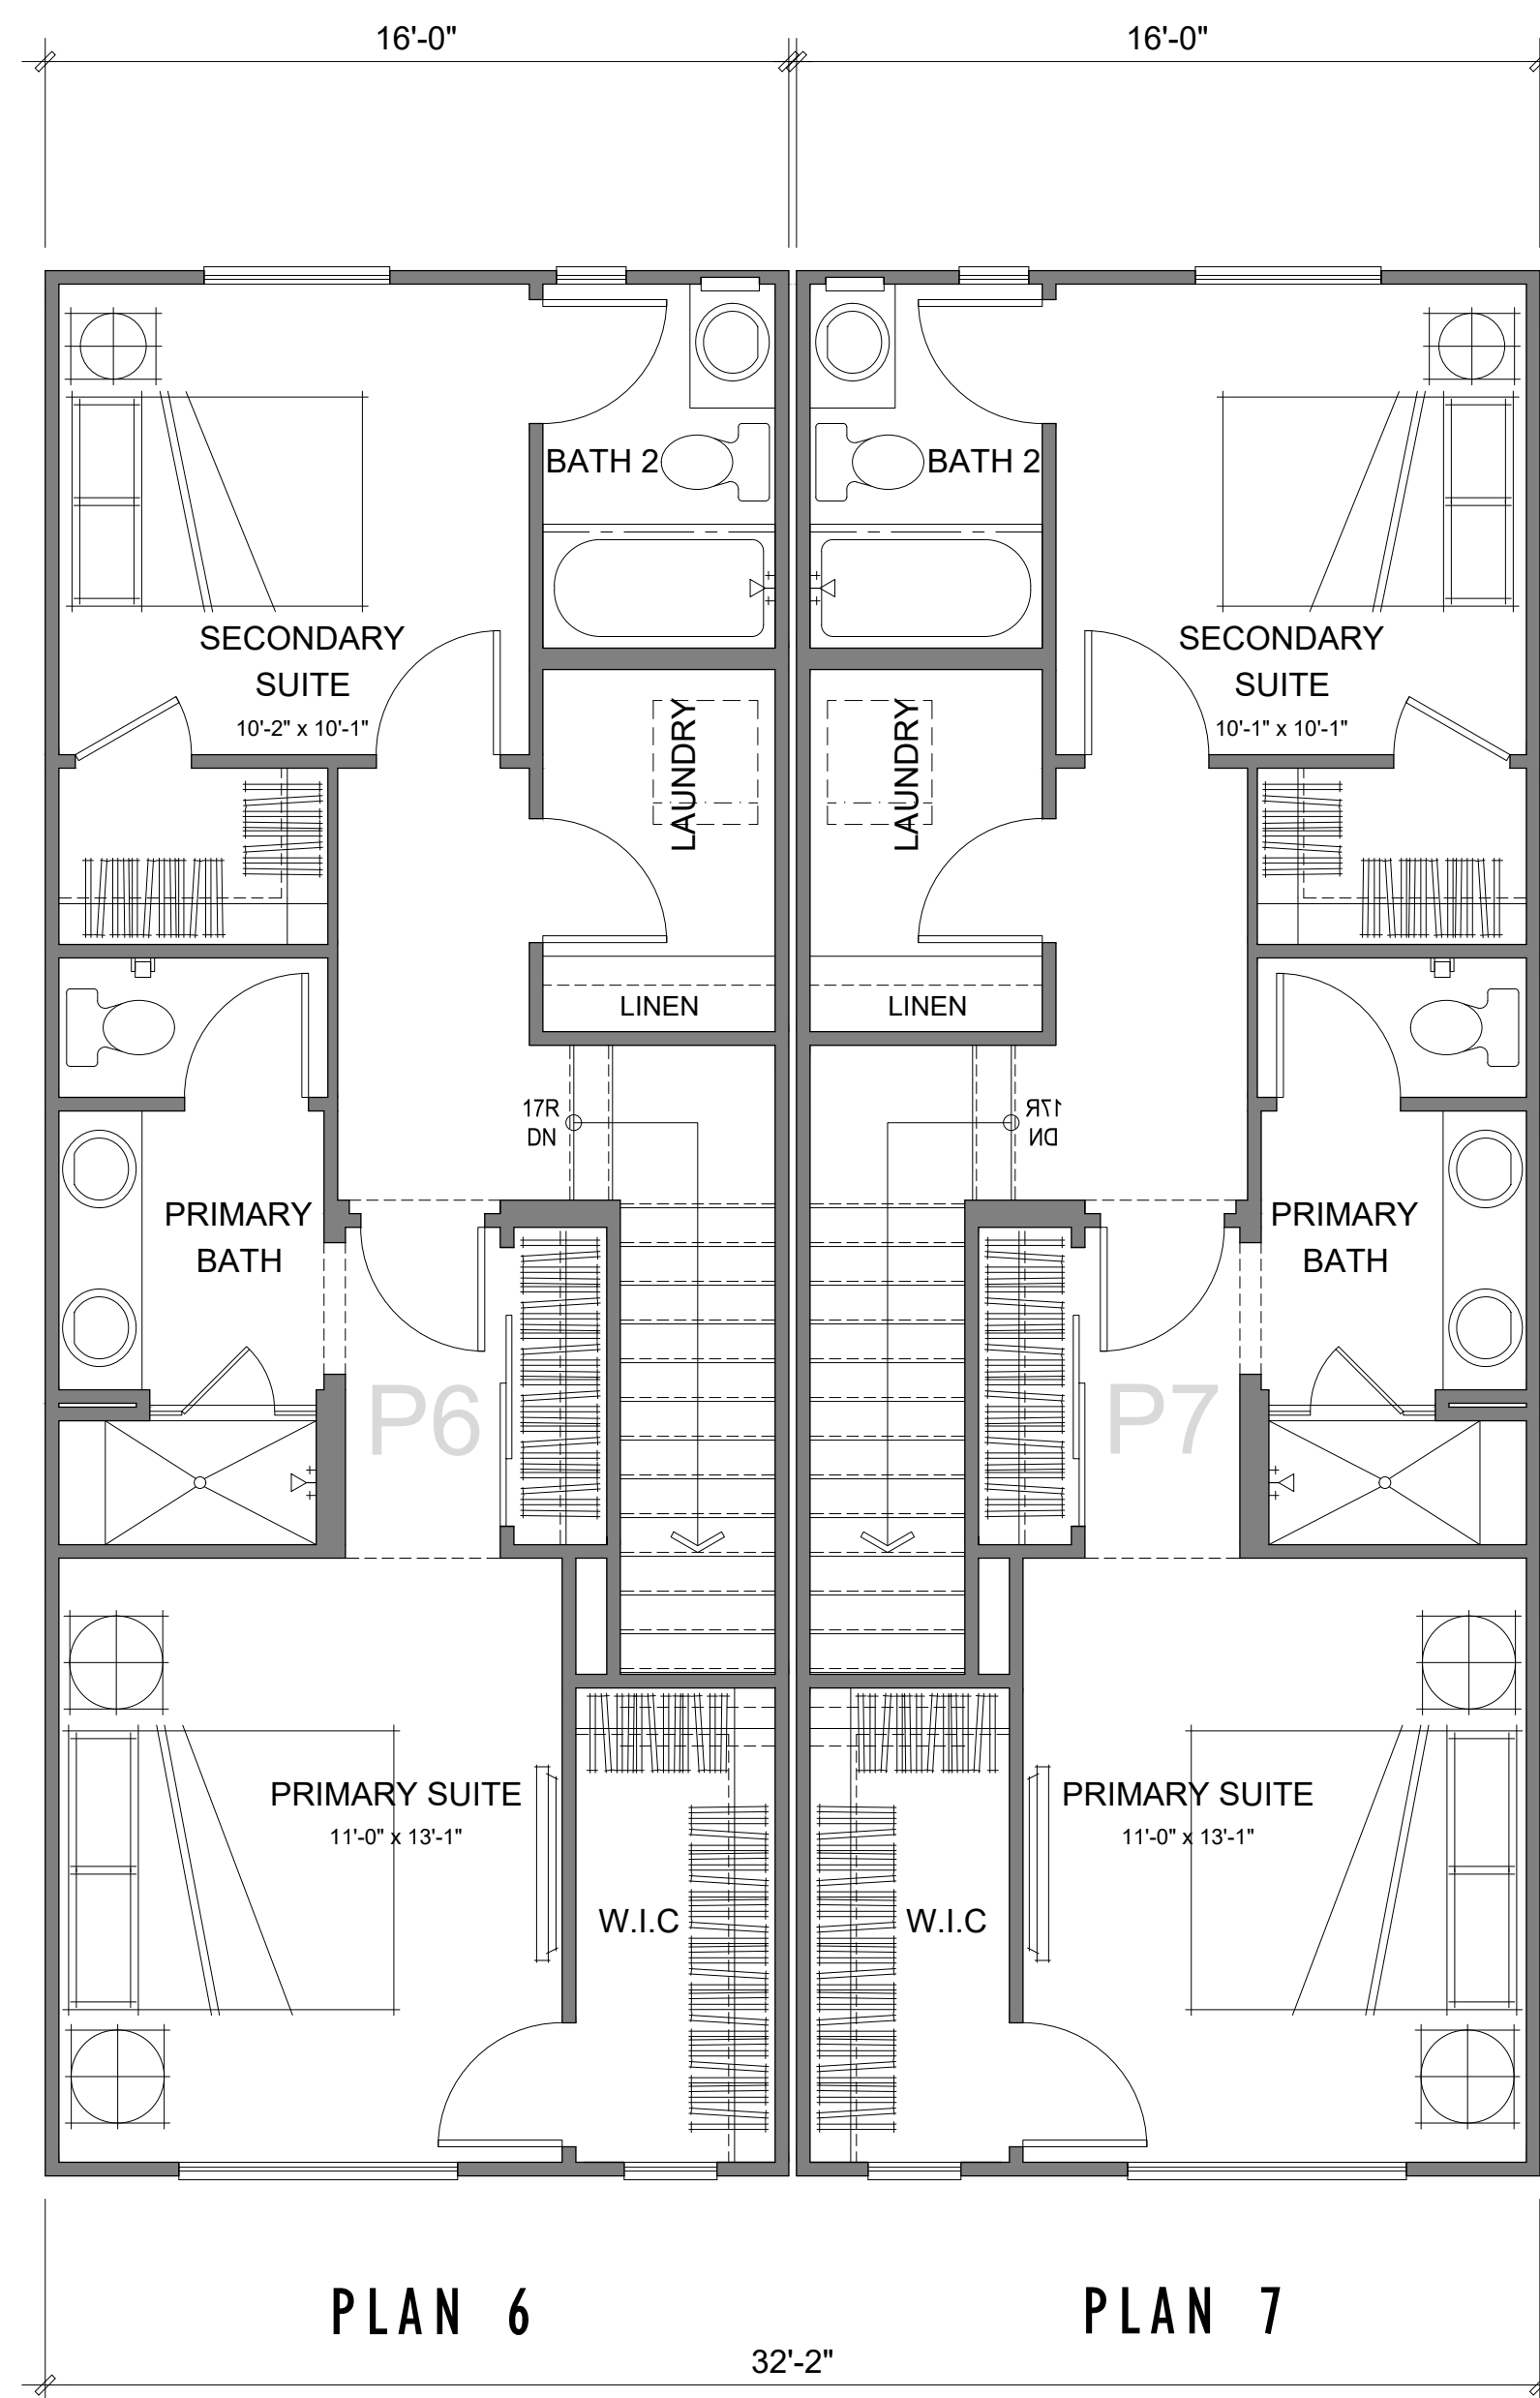 16'-0" 16'-0"
BATH 2 BATH 2
SECONDARY SECONDARY
SUITE SUITE
10'-2" x 10'-1" 10'-1" x 10'-1"
LAUNDRY LAUNDRY
LINEN LINEN
17R 17R
DN DN
PRIMARY PRIMARY
BATH BATH
P6 P7
PRIMARY SUITE PRIMARY SUITE
11'-0" x 13'-1" 11'-0" x 13'-1"
W.I.C W.I.C
PLAN 6 PLAN 7
32'-2"